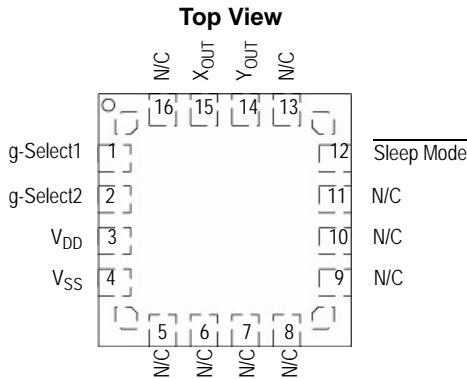 Top View
N/C XOUT YOUT N/C
16 15 14 13
g-Select1 1 12 Sleep Mode
g-Select2 2 11 N/C
VDD 3 10 N/C
VSS 4 9 N/C
5 6 7 8
N/C N/C N/C N/C